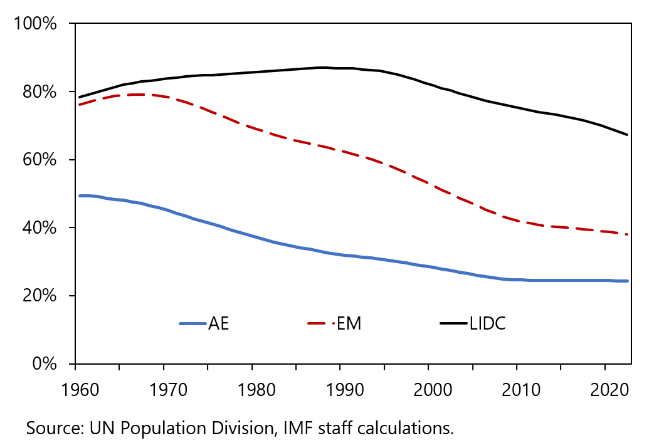 100%
80%
60%
40%
20%
0%
AE EM LIDC
1960 1970 1980 1990 2000 2010 2020
Source: UN Population Division, IMF staff calculations.